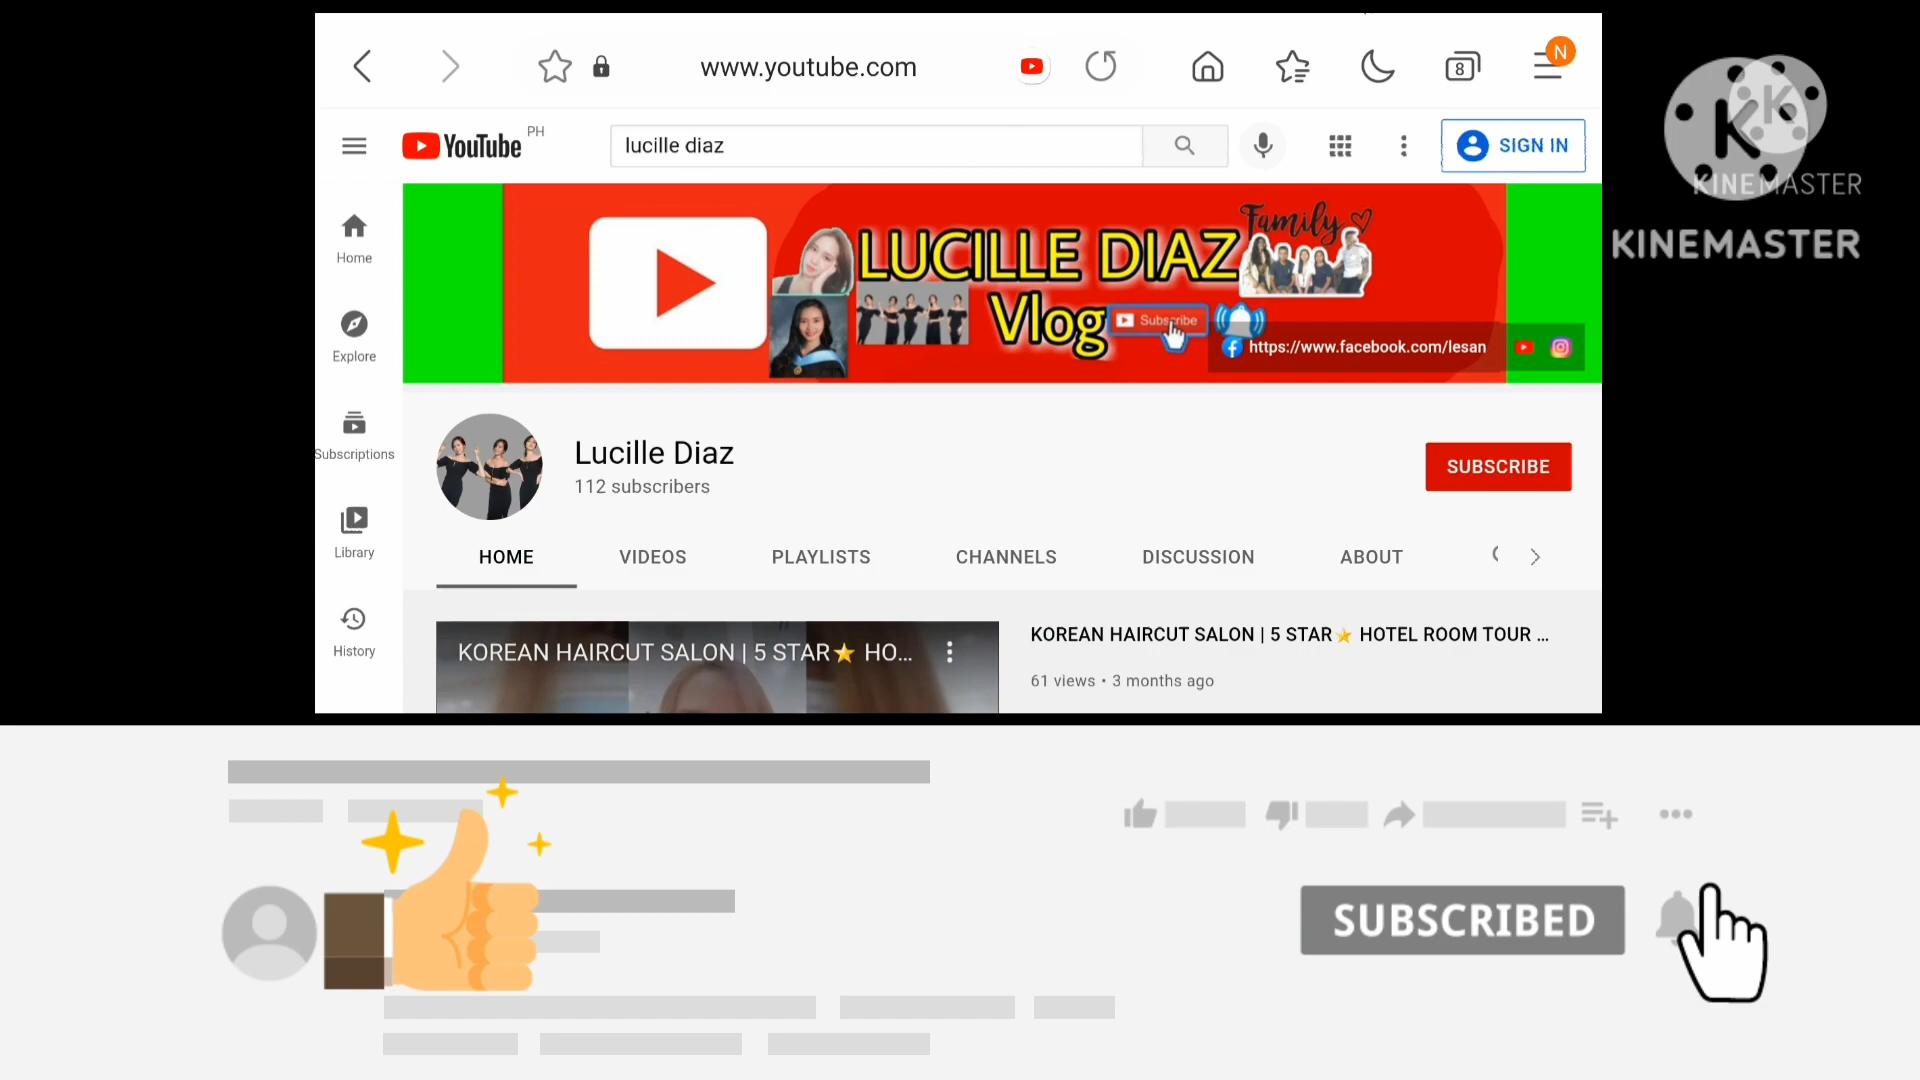 www.youtube.com
8
N
YouTube PH
lucille diaz
SIGN IN
KINEMASTER
KINEMASTER
Home
Explore
Subscriptions
Library
History
Family
LUCILLE DIAZ
Vlog
Subscribe
https://www.facebook.com/lesan
Lucille Diaz
112 subscribers
SUBSCRIBE
HOME
VIDEOS
PLAYLISTS
CHANNELS
DISCUSSION
ABOUT
KOREAN HAIRCUT SALON | 5 STAR⭐ HO...
KOREAN HAIRCUT SALON | 5 STAR⭐ HOTEL ROOM TOUR ...
61 views • 3 months ago
SUBSCRIBED